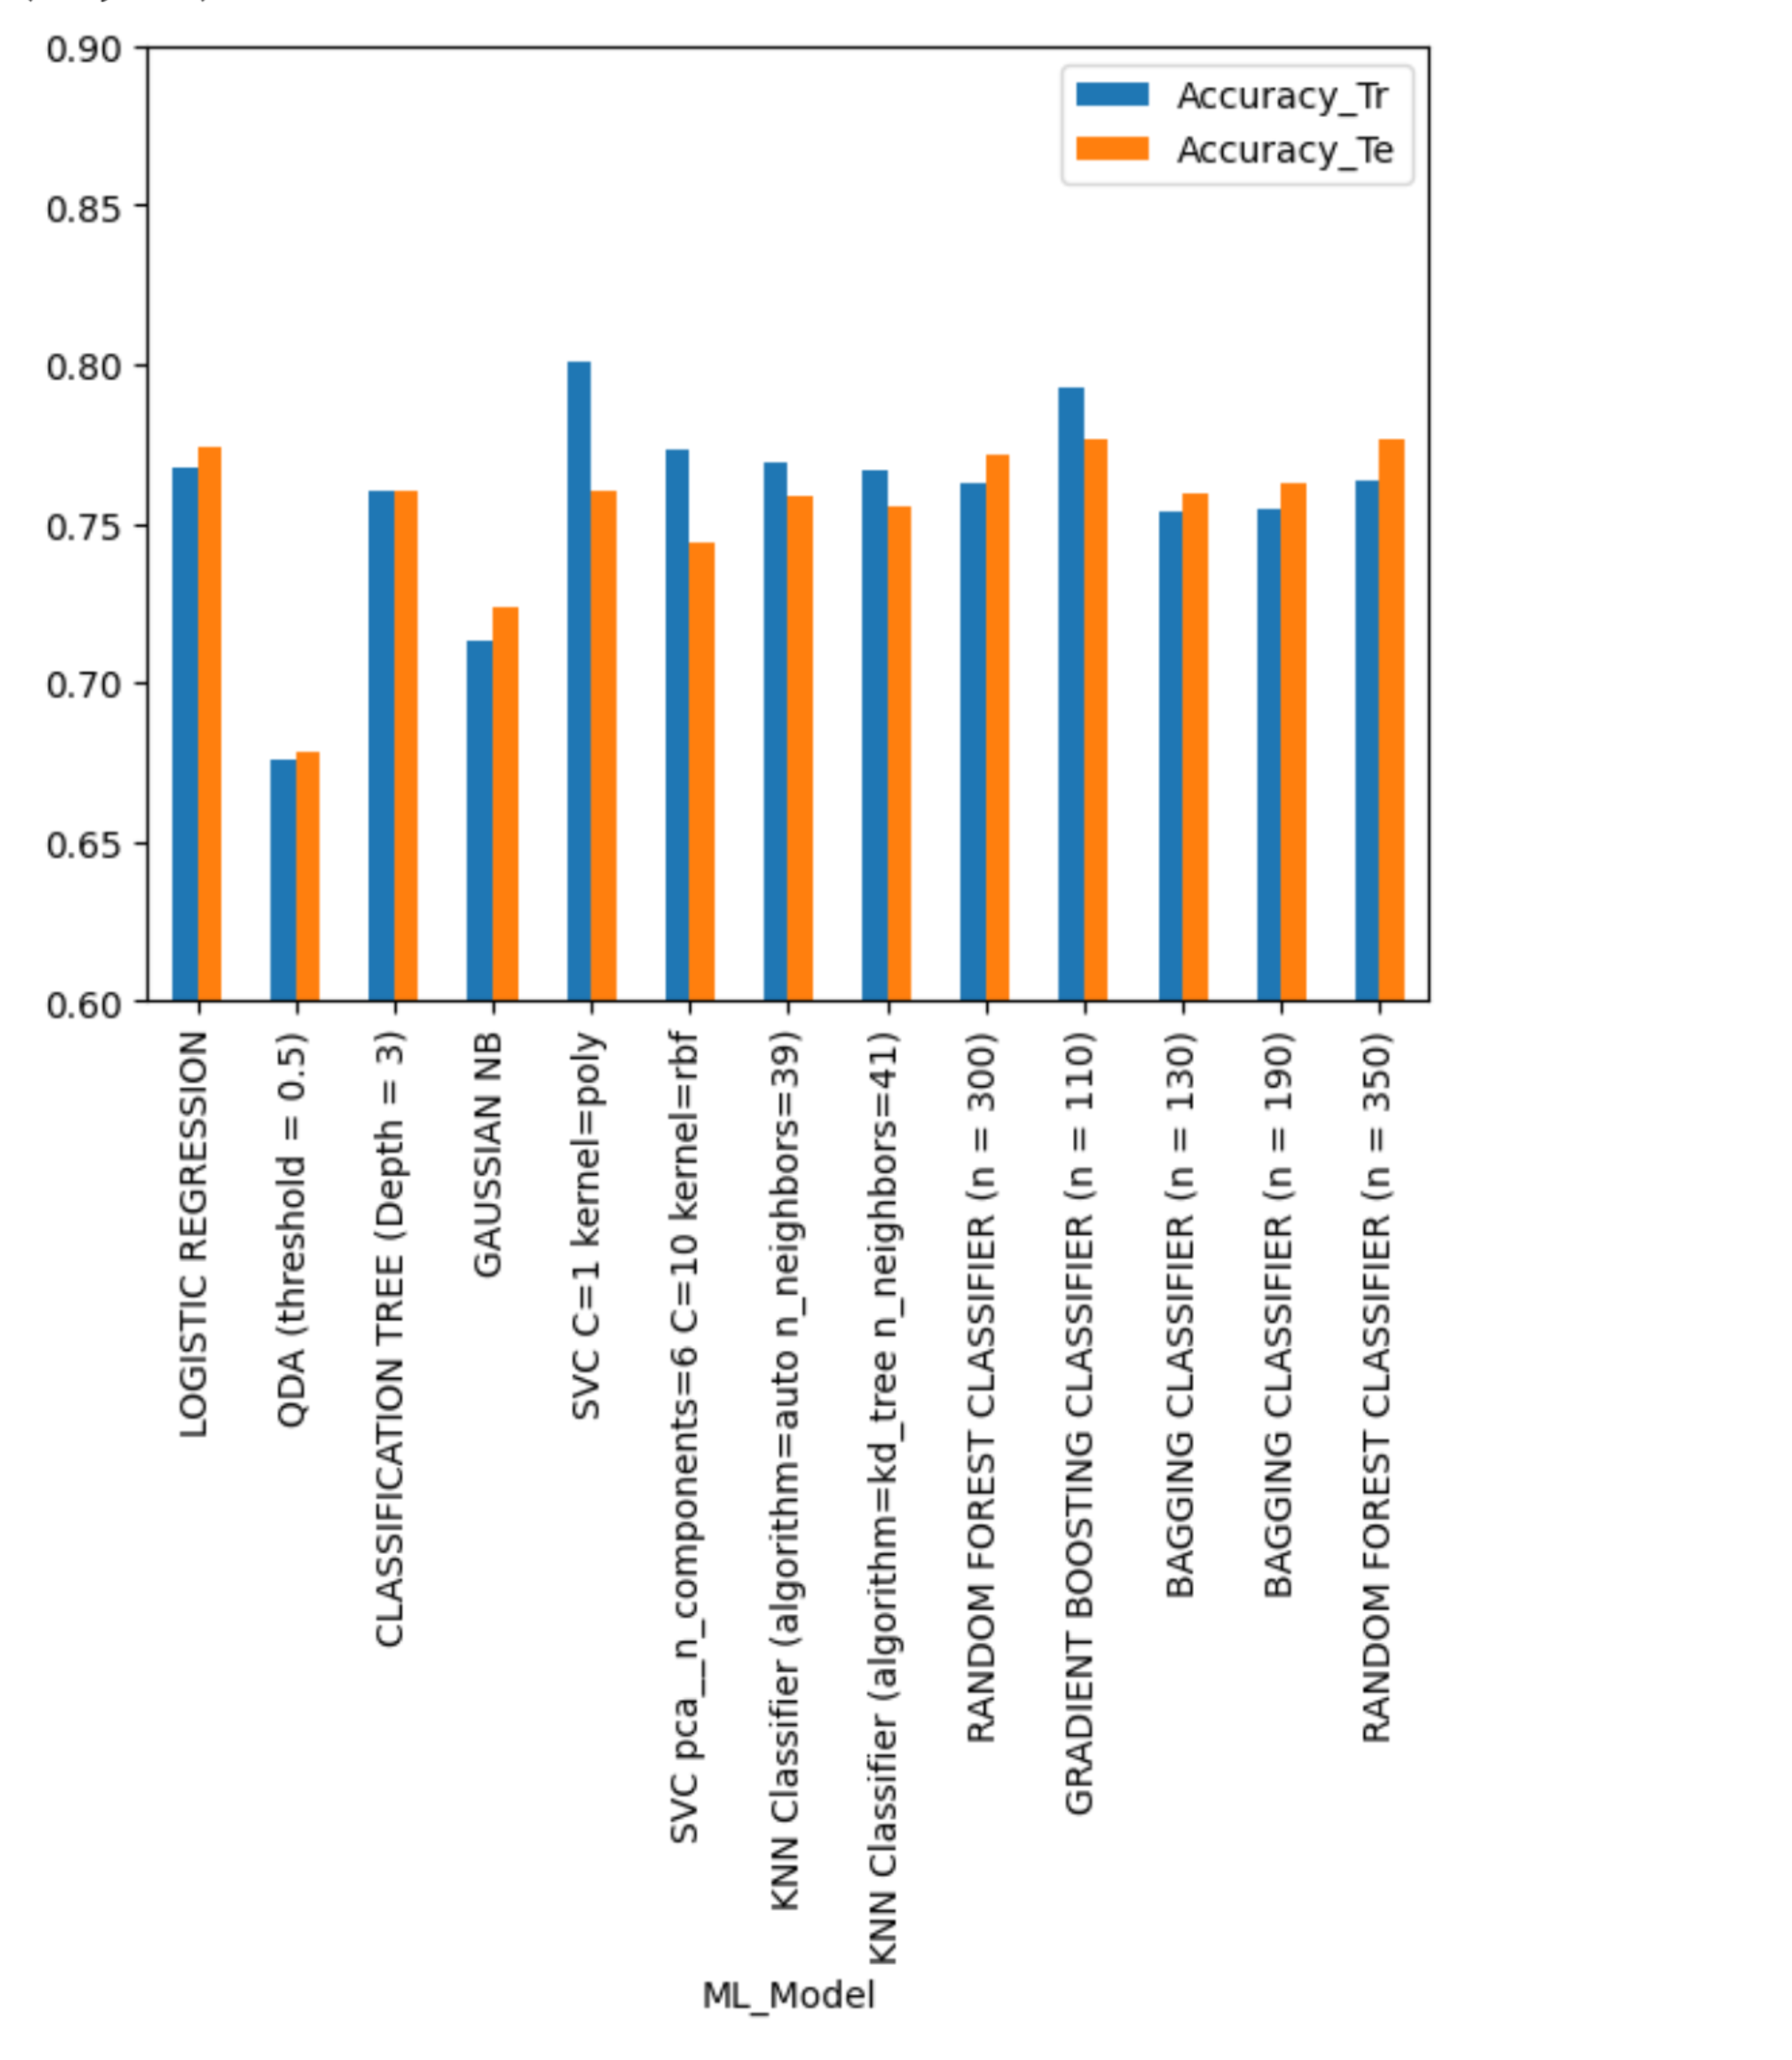 0.90
0.85
0.80
0.75
0.70
0.65
0.60
Accuracy_Tr
Accuracy_Te
LOGISTIC REGRESSION
QDA (threshold = 0.5)
CLASSIFICATION TREE (Depth = 3)
GAUSSIAN NB
SVC C=1 kernel=poly
SVC pca__n_components=6 C=10 kernel=rbf
KNN Classifier (algorithm=auto n_neighbors=39)
KNN Classifier (algorithm=kd_tree n_neighbors=41)
RANDOM FOREST CLASSIFIER (n = 300)
GRADIENT BOOSTING CLASSIFIER (n = 110)
BAGGING CLASSIFIER (n = 130)
BAGGING CLASSIFIER (n = 190)
RANDOM FOREST CLASSIFIER (n = 350)
ML_Model